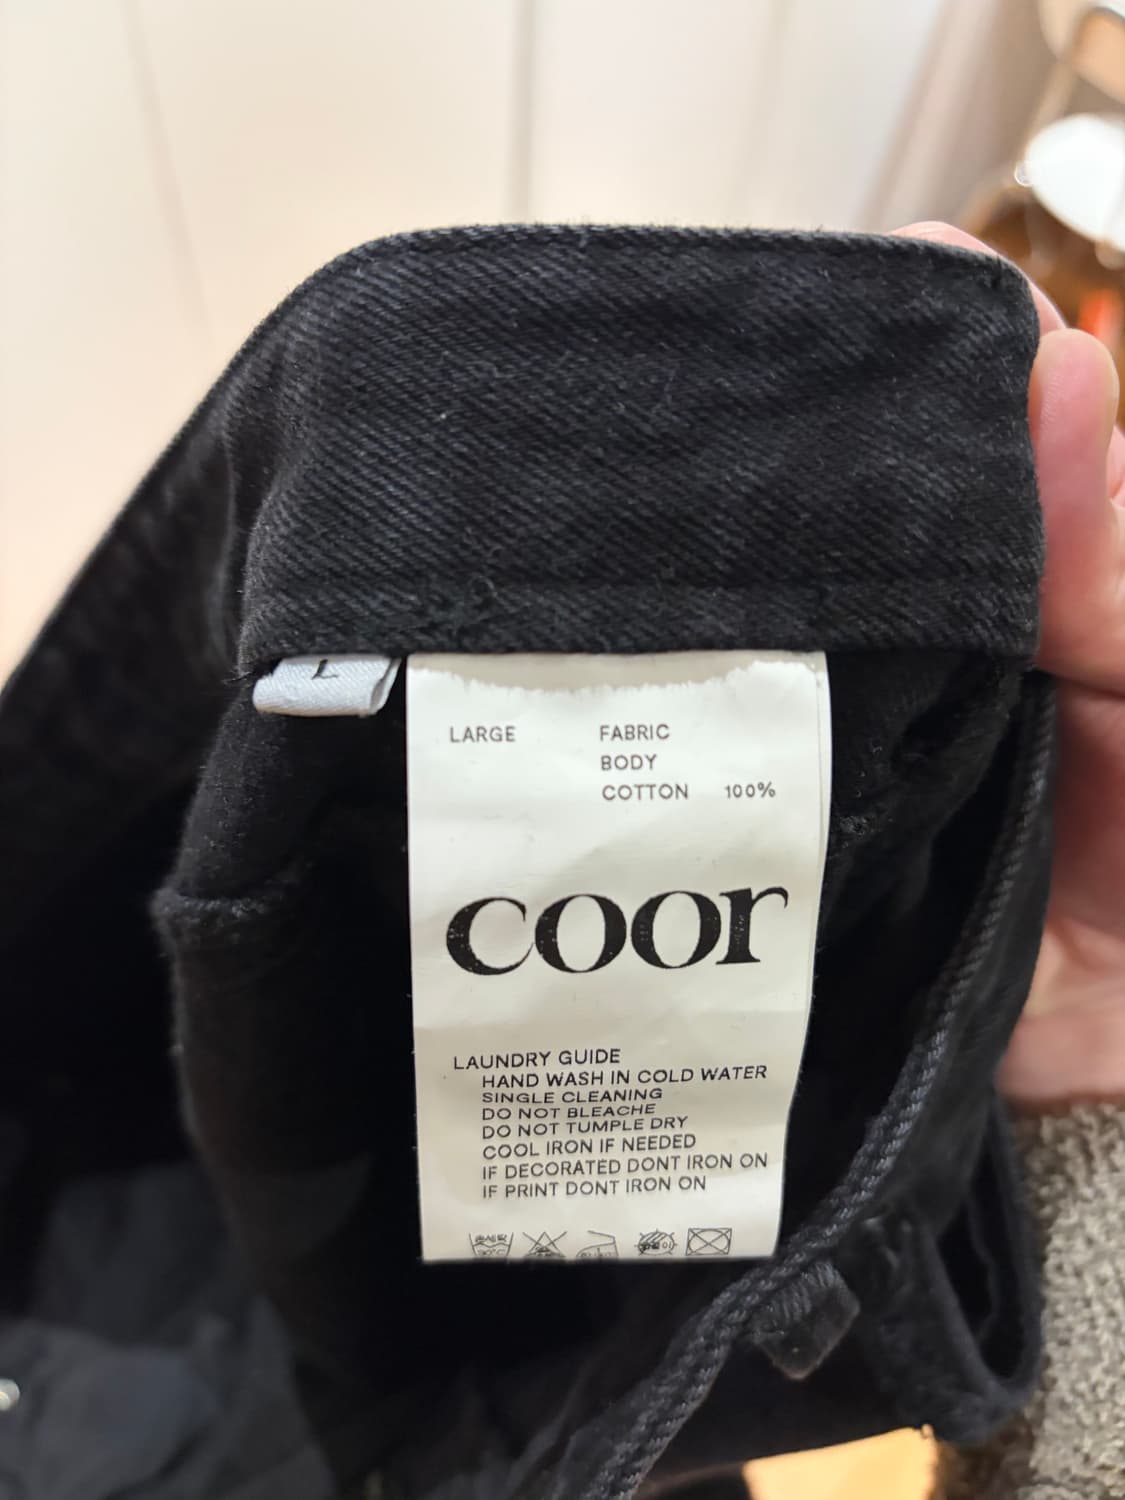 L
LARGE FABRIC
BODY
COTTON 100%
coor
LAUNDRY GUIDE
HAND WASH IN COLD WATER
SINGLE CLEANING
DO NOT BLEACHE
DO NOT TUMPLE DRY
COOL IRON IF NEEDED
IF DECORATED DONT IRON ON
IF PRINT DONT IRON ON
30°C